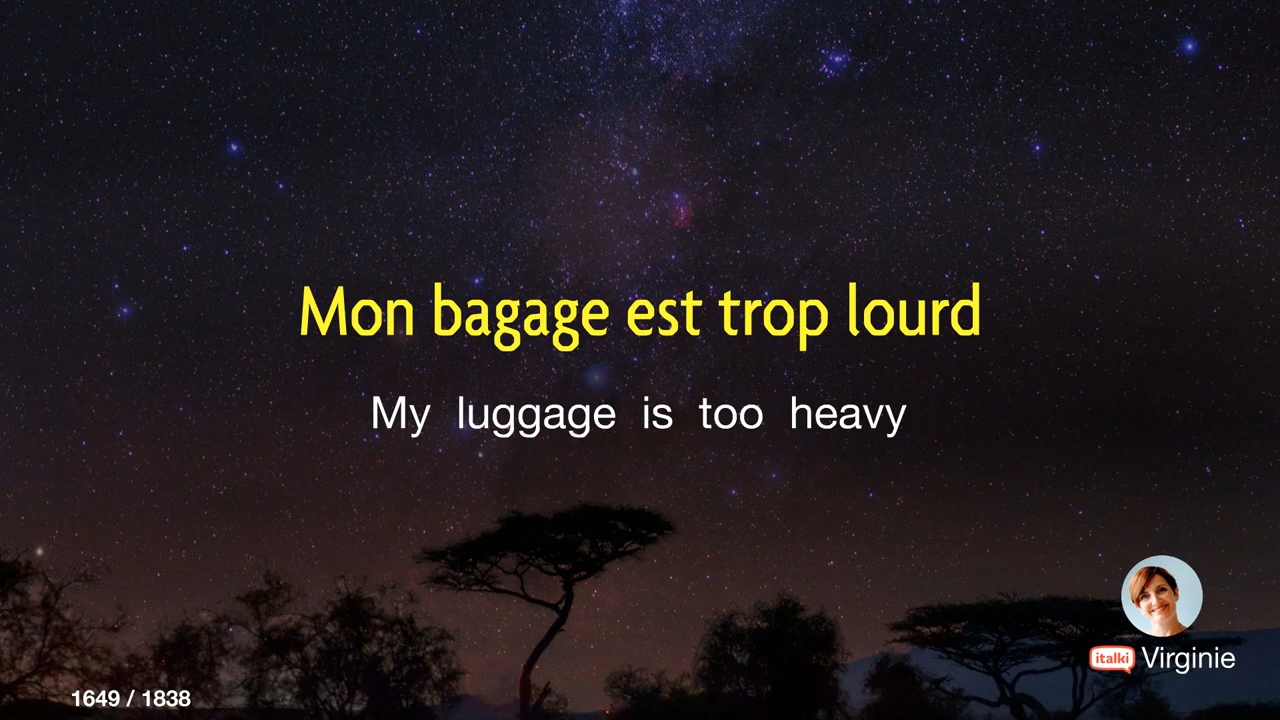 Mon bagage est trop lourd
My luggage is too heavy
italki Virginie
1649 / 1838